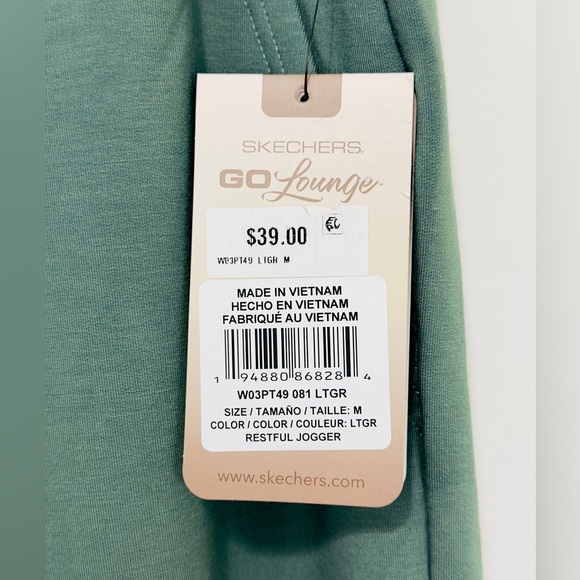 SKECHERS
GO Lounge
$39.00
W03PT49 LTGR M
MADE IN VIETNAM
HECHO EN VIETNAM
FABRIQUÉ AU VIETNAM
1 94880 86828 4
W03PT49 081 LTGR
SIZE / TAMAÑO / TAILLE: M
COLOR / COLOR / COULEUR: LTGR
RESTFUL JOGGER
www.skechers.com